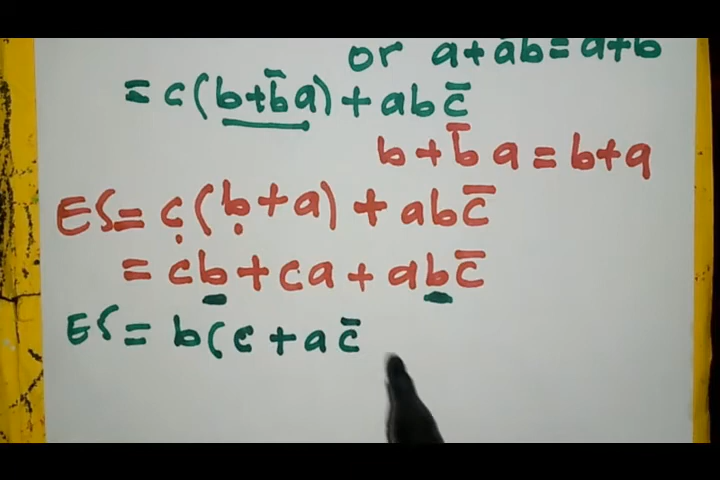 or a+āb=a+b
= c(b+b̄a)+abc̄
b+b̄a=b+a
ES= c(b+a)+abc̄
= cb+ca+abc̄
ES= b(c+ac̄